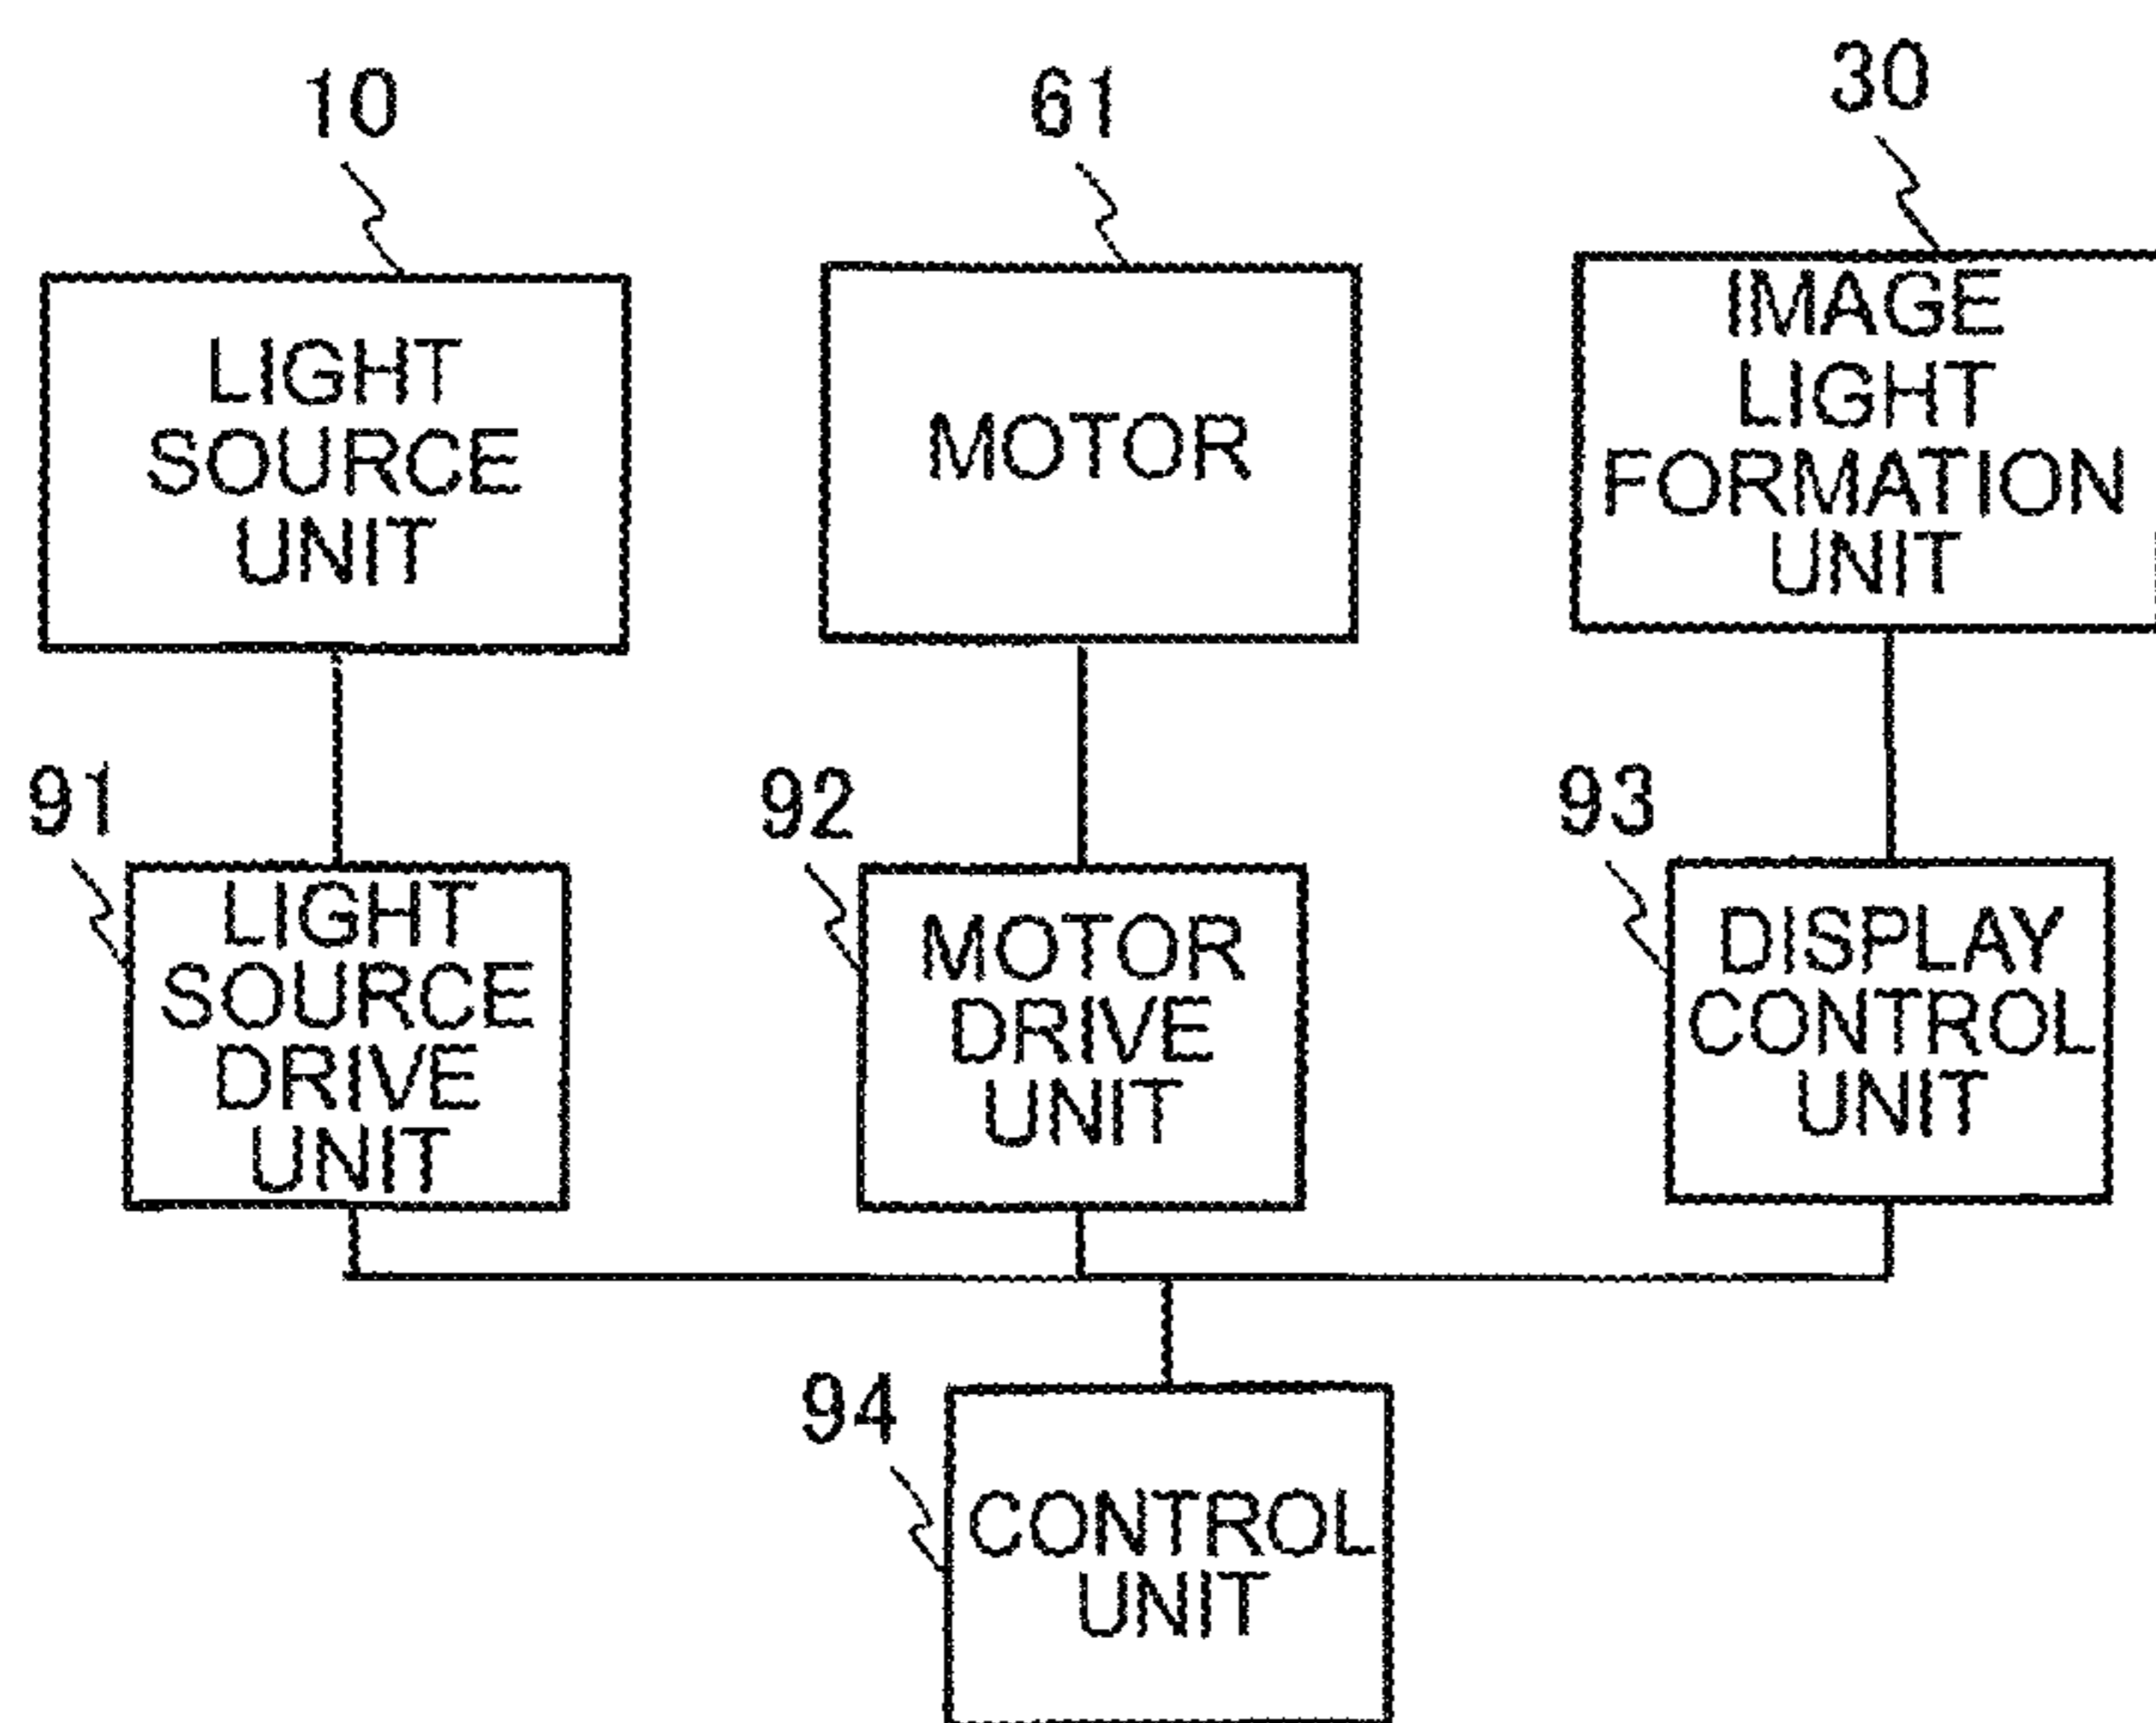 10
61
30
LIGHT
SOURCE
UNIT
MOTOR
IMAGE
LIGHT
FORMATION
UNIT
91
92
93
LIGHT
SOURCE
DRIVE
UNIT
MOTOR
DRIVE
UNIT
DISPLAY
CONTROL
UNIT
94
CONTROL
UNIT